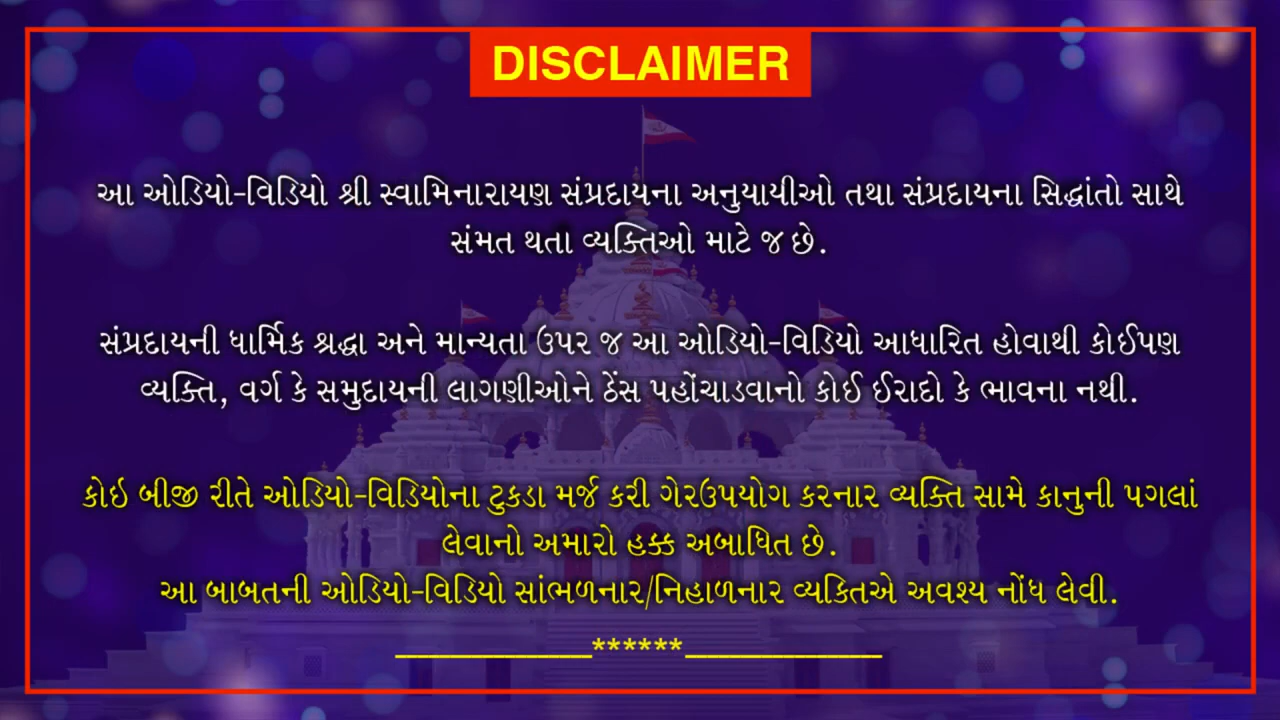 DISCLAIMER
આ ઓડિયો-વિડિયો શ્રી સ્વામિનારાયણ સંપ્રદાયના અનુયાયીઓ તથા સંપ્રદાયના સિદ્ધાંતો સાથે
સંમત થતા વ્યક્તિઓ માટે જ છે.
સંપ્રદાયની ધાર્મિક શ્રદ્ધા અને માન્યતા ઉપર જ આ ઓડિયો-વિડિયો આધારિત હોવાથી કોઈપણ
વ્યક્તિ, વર્ગ કે સમુદાયની લાગણીઓને ઠેંસ પહોંચાડવાનો કોઈ ઈરાદો કે ભાવના નથી.
કોઇ બીજી રીતે ઓડિયો-વિડિયોના ટુકડા મર્જ કરી ગેરઉપયોગ કરનાર વ્યક્તિ સામે કાનુની પગલાં
લેવાનો અમારો હક્ક અબાધિત છે.
આ બાબતની ઓડિયો-વિડિયો સાંભળનાર/નિહાળનાર વ્યકિતએ અવશ્ય નોંધ લેવી.
______________******______________